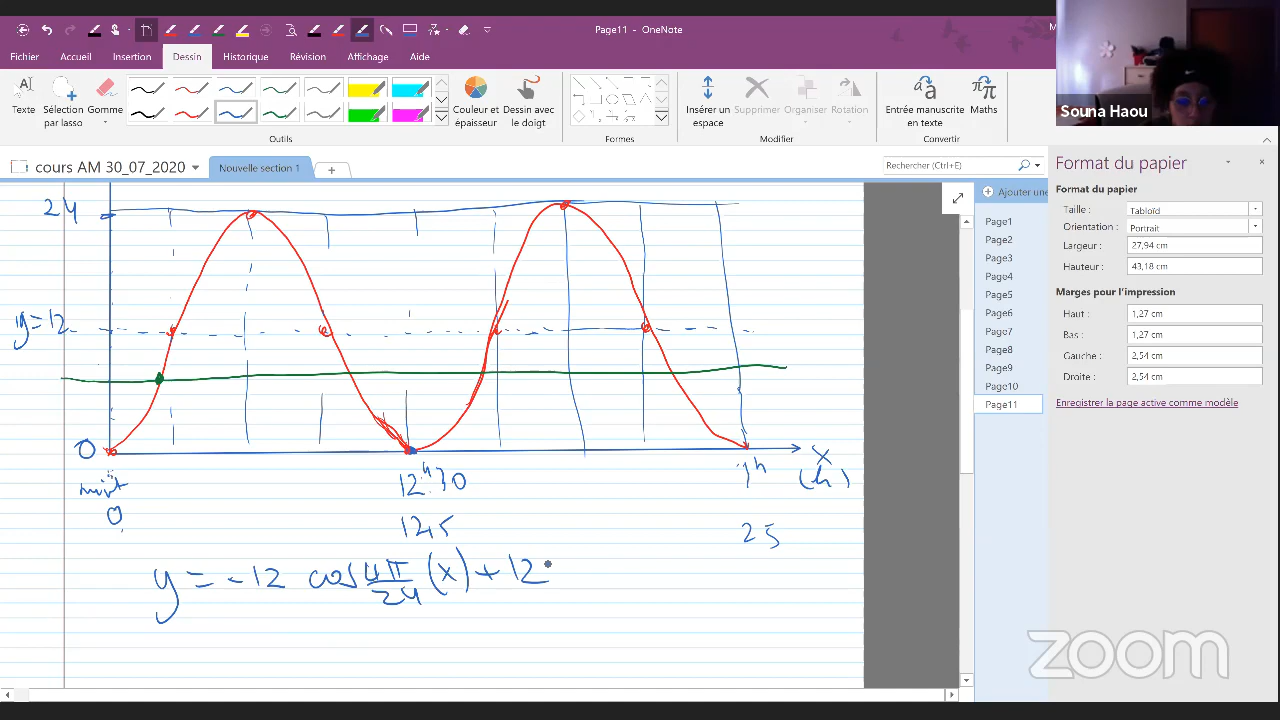 Page11 - OneNote
Fichier Accueil Insertion Dessin Historique Révision Affichage Aide
Texte Sélection par lasso Gomme Couleur et épaisseur Dessin avec le doigt Insérer un espace Supprimer Organiser Rotation Entrée manuscrite en texte Maths
Outils Formes Modifier Convertir
Souna Haou
cours AM 30_07_2020 Nouvelle section 1
Rechercher (Ctrl+E)
Ajouter une
Page1
Page2
Page3
Page4
Page5
Page6
Page7
Page8
Page9
Page10
Page11
Format du papier
Format du papier
Taille : Tabloïd
Orientation : Portrait
Largeur : 27,94 cm
Hauteur : 43,18 cm
Marges pour l'impression
Haut : 1,27 cm
Bas : 1,27 cm
Gauche : 2,54 cm
Droite : 2,54 cm
Enregistrer la page active comme modèle
24
y=12
0
x
(h)
12h30
1h
0
12,5
25
y = -12 cos 4π/24 (x) + 12
zoom